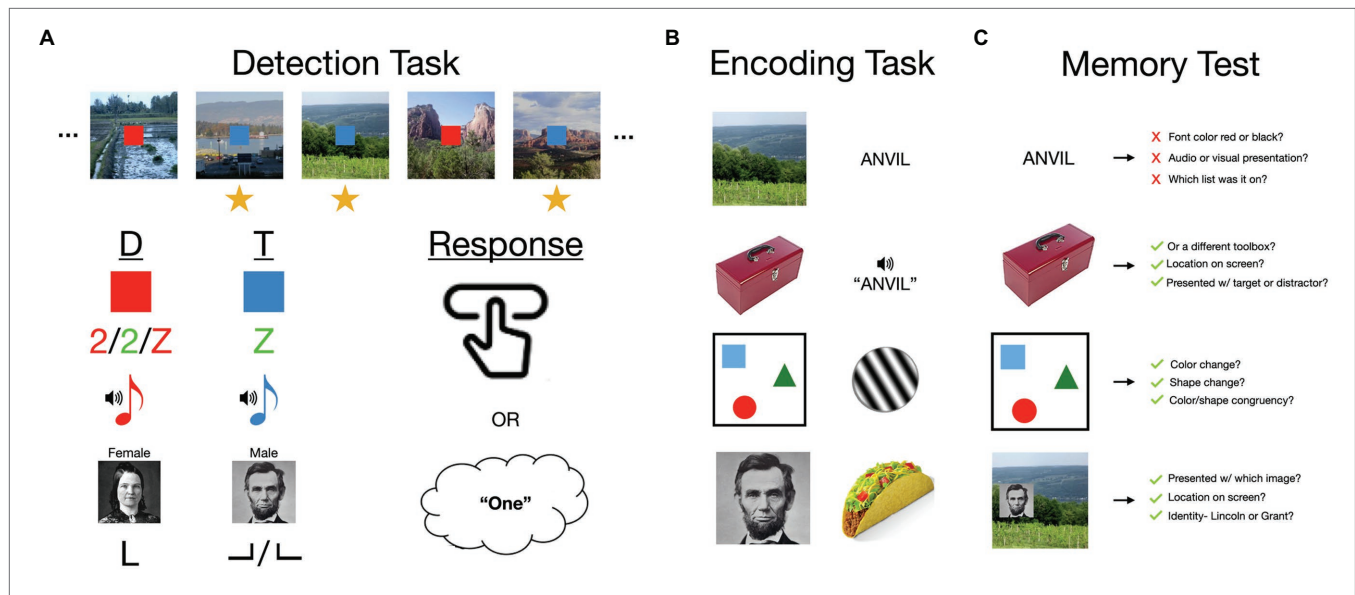 A
Detection Task
...
...
D
T
Response
2/2/Z
Z
OR
Female
Male
"One"
L
B
Encoding Task
ANVIL
"ANVIL"
C
Memory Test
ANVIL
X Font color red or black?
X Audio or visual presentation?
X Which list was it on?
✓ Or a different toolbox?
✓ Location on screen?
✓ Presented w/ target or distractor?
✓ Color change?
✓ Shape change?
✓ Color/shape congruency?
✓ Presented w/ which image?
✓ Location on screen?
✓ Identity- Lincoln or Grant?